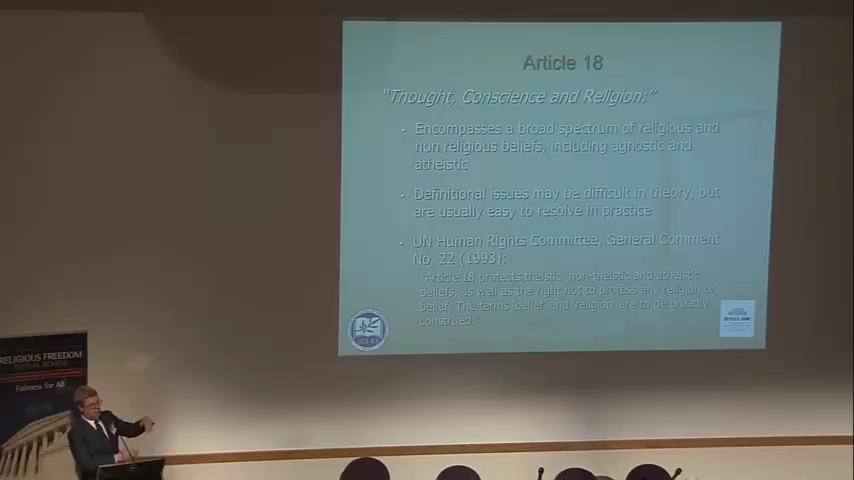 Article 18
"Thought, Conscience and Religion:"
• Encompasses a broad spectrum of religious and
non religious beliefs, including agnostic and
atheistic
• Definitional issues may be difficult in theory, but
are usually easy to resolve in practice
• UN Human Rights Committee, General Comment
No. 22 (1993):
"Article 18 protects theistic, non-theistic and atheistic
beliefs, as well as the right not to profess any religion or
belief. The terms 'belief' and 'religion' are to be broadly
construed."
RELIGIOUS FREEDOM
ANNUAL REVIEW
Fairness for All